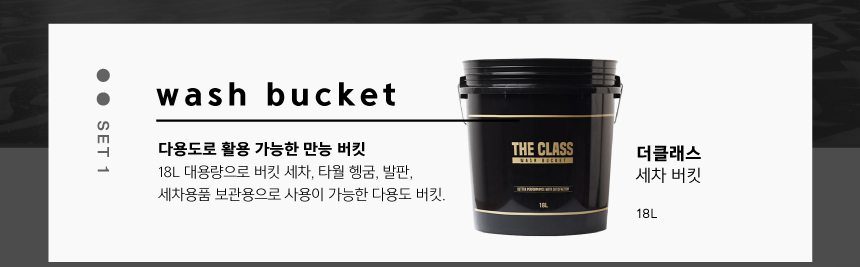 SET 1
wash bucket
다용도로 활용 가능한 만능 버킷
18L 대용량으로 버킷 세차, 타월 헹굼, 발판,
세차용품 보관용으로 사용이 가능한 다용도 버킷.
THE CLASS
WASH BUCKET
18L
더클래스
세차 버킷
18L